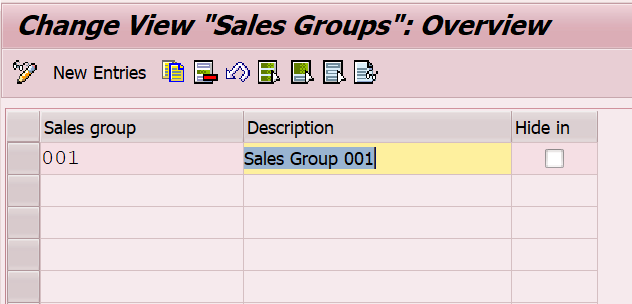 Change View "Sales Groups": Overview
New Entries
Sales group Description Hide in
001 Sales Group 001